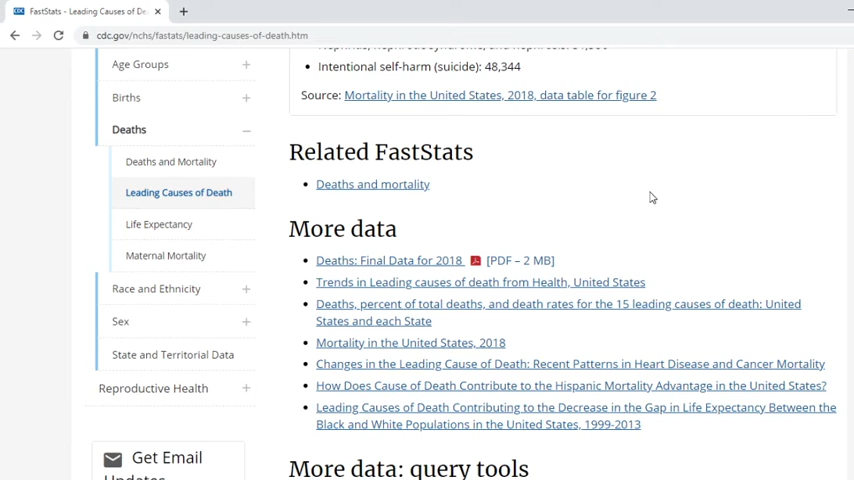 FastStats - Leading Causes of De
cdc.gov/nchs/fastats/leading-causes-of-death.htm
Age Groups
Births
Deaths
Deaths and Mortality
Leading Causes of Death
Life Expectancy
Maternal Mortality
Race and Ethnicity
Sex
State and Territorial Data
Reproductive Health
Get Email
Updates
Intentional self-harm (suicide): 48,344
Source: Mortality in the United States, 2018, data table for figure 2
Related FastStats
Deaths and mortality
More data
Deaths: Final Data for 2018 [PDF – 2 MB]
Trends in Leading causes of death from Health, United States
Deaths, percent of total deaths, and death rates for the 15 leading causes of death: United
States and each State
Mortality in the United States, 2018
Changes in the Leading Cause of Death: Recent Patterns in Heart Disease and Cancer Mortality
How Does Cause of Death Contribute to the Hispanic Mortality Advantage in the United States?
Leading Causes of Death Contributing to the Decrease in the Gap in Life Expectancy Between the
Black and White Populations in the United States, 1999-2013
More data: query tools